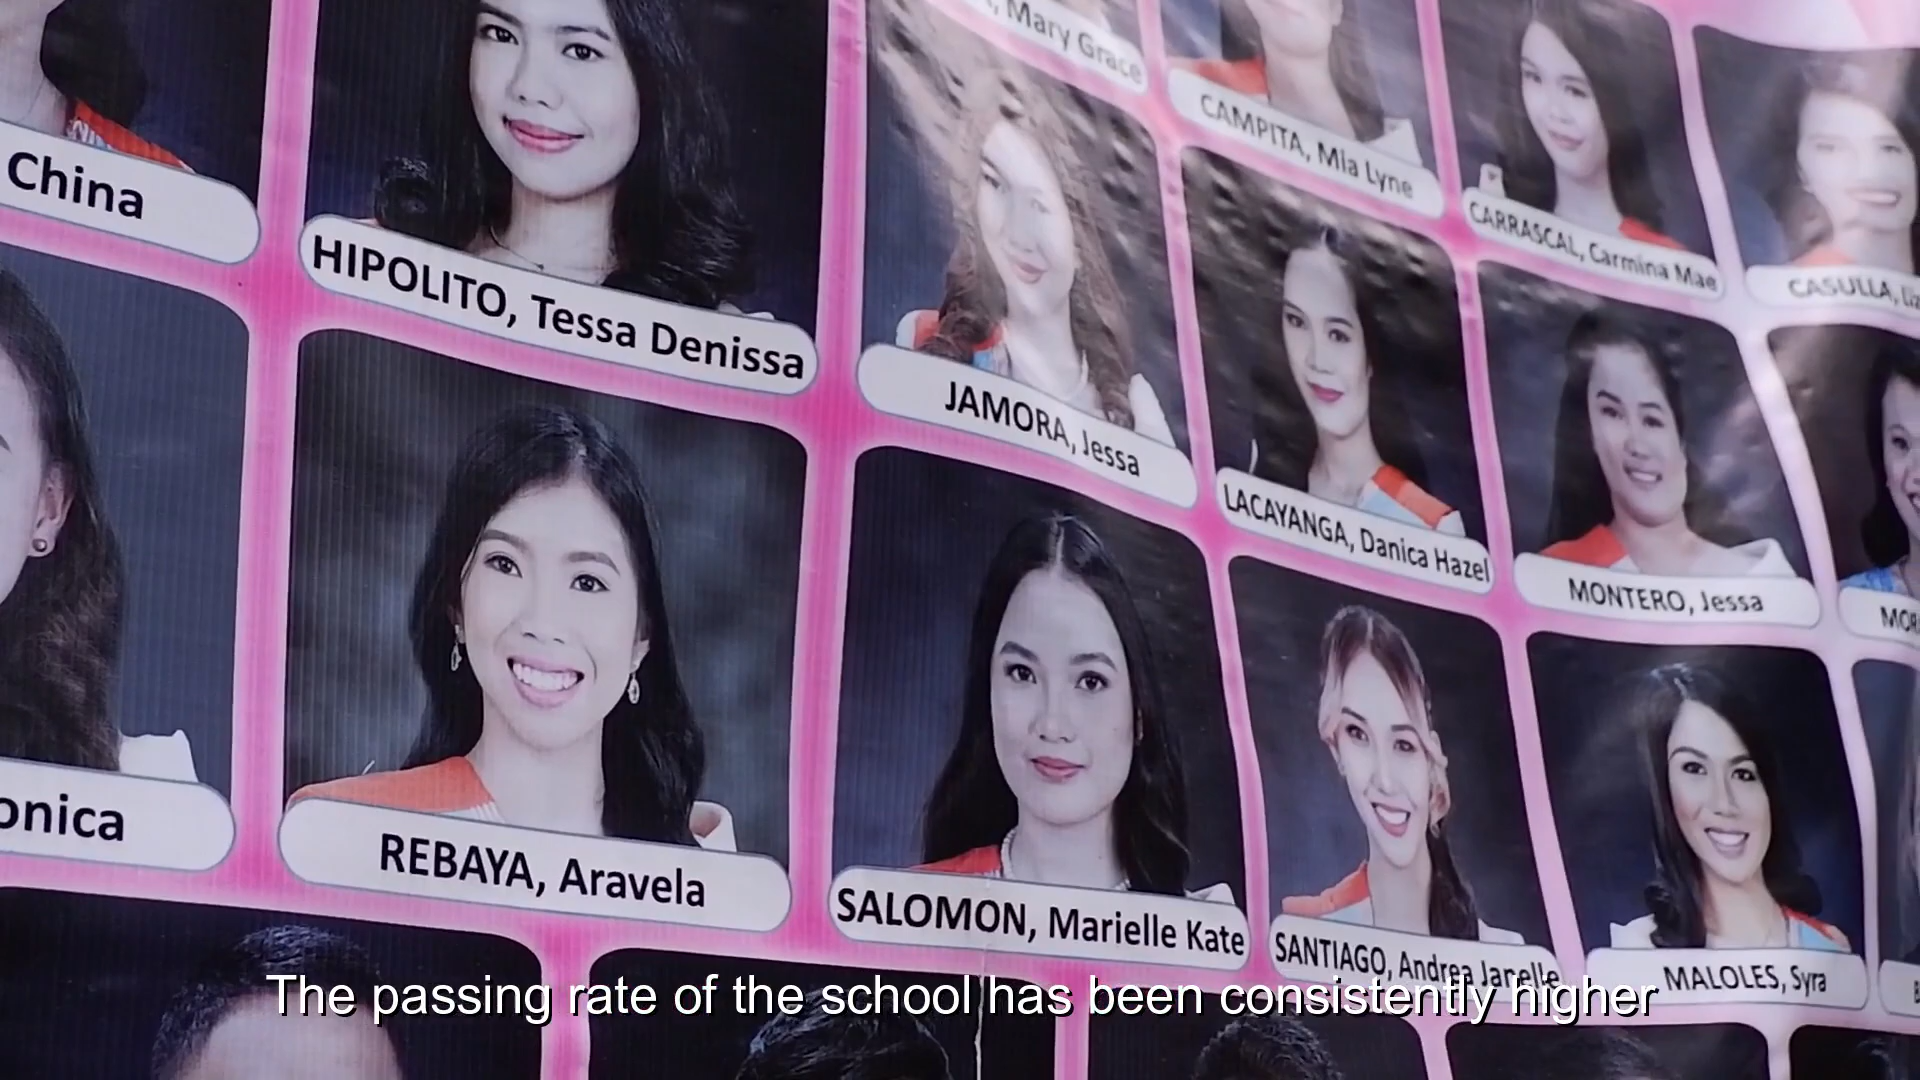 Mary Grace
CAMPITA, Mia Lyne
CARRASCAL, Carmina Mae
CASULLA,
China
HIPOLITO, Tessa Denissa
JAMORA, Jessa
LACAYANGA, Danica Hazel
MONTERO, Jessa
onica
REBAYA, Aravela
SALOMON, Marielle Kate
SANTIAGO, Andrea Janelle
MALOLES, Syra
The passing rate of the school has been consistently higher